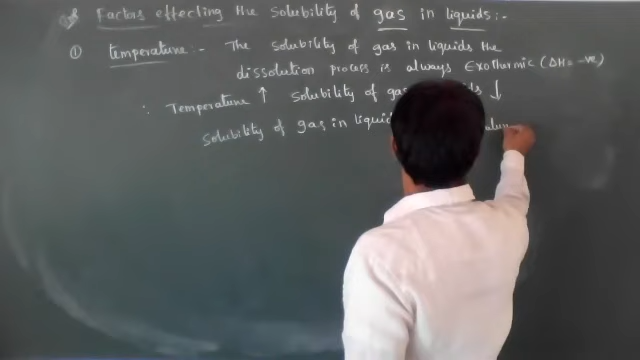 Factors effecting the Solubility of gas in liquids :-
① temperature :- The solubility of gas in liquids the
dissolution process is always Exothermic (ΔH = -ve)
∴ Temperature ↑ Solubility of gas ↓
Solubility of gas in